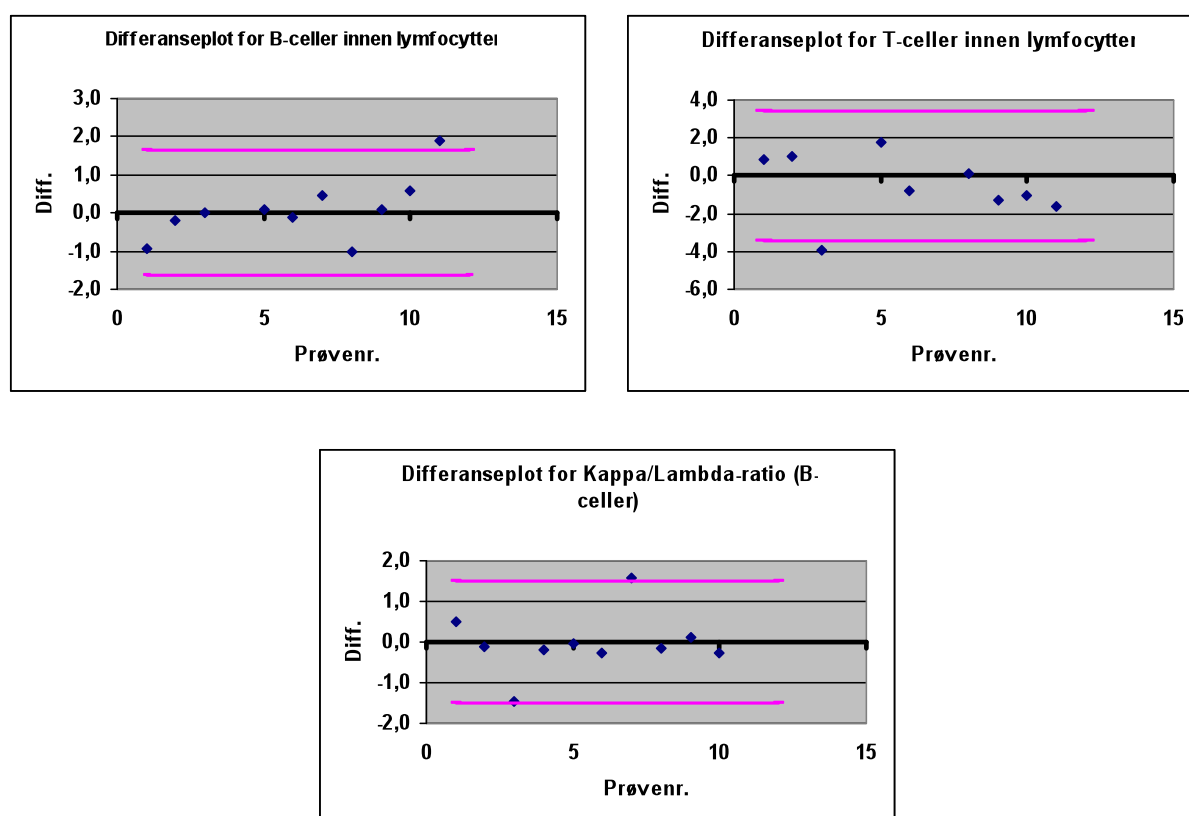 Differanseplot for B-celler innen lymfocytter
3,0
2,0
1,0
0,0
-1,0
-2,0
Diff.
0 5 10 15
Prøvenr.
Differanseplot for T-celler innen lymfocytter
4,0
2,0
0,0
-2,0
-4,0
-6,0
Diff.
0 5 10 15
Prøvenr.
Differanseplot for Kappa/Lambda-ratio (B-
celler)
2,0
1,0
0,0
-1,0
-2,0
Diff.
0 5 10 15
Prøvenr.